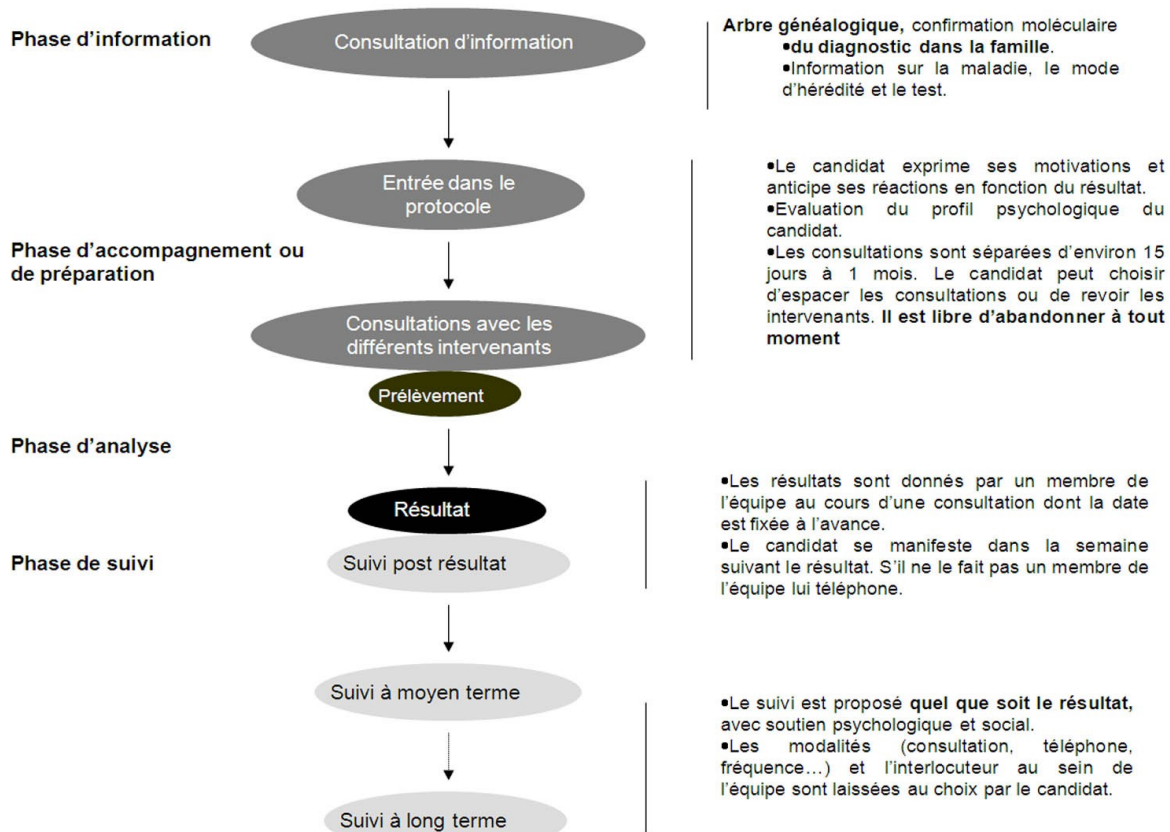 Phase d'information
Consultation d'information
Arbre généalogique, confirmation moléculaire
•du diagnostic dans la famille.
•Information sur la maladie, le mode
d'hérédité et le test.
Entrée dans le
protocole
Phase d'accompagnement ou
de préparation
Consultations avec les
différents intervenants
•Le candidat exprime ses motivations et
anticipe ses réactions en fonction du résultat.
•Evaluation du profil psychologique du
candidat.
•Les consultations sont séparées d'environ 15
jours à 1 mois. Le candidat peut choisir
d'espacer les consultations ou de revoir les
intervenants. Il est libre d'abandonner à tout
moment
Prélèvement
Phase d'analyse
Résultat
Phase de suivi
Suivi post résultat
•Les résultats sont donnés par un membre de
l'équipe au cours d'une consultation dont la date
est fixée à l'avance.
•Le candidat se manifeste dans la semaine
suivant le résultat. S'il ne le fait pas un membre de
l'équipe lui téléphone.
Suivi à moyen terme
•Le suivi est proposé quel que soit le résultat,
avec soutien psychologique et social.
•Les modalités (consultation, téléphone,
fréquence…) et l'interlocuteur au sein de
l'équipe sont laissées au choix par le candidat.
Suivi à long terme